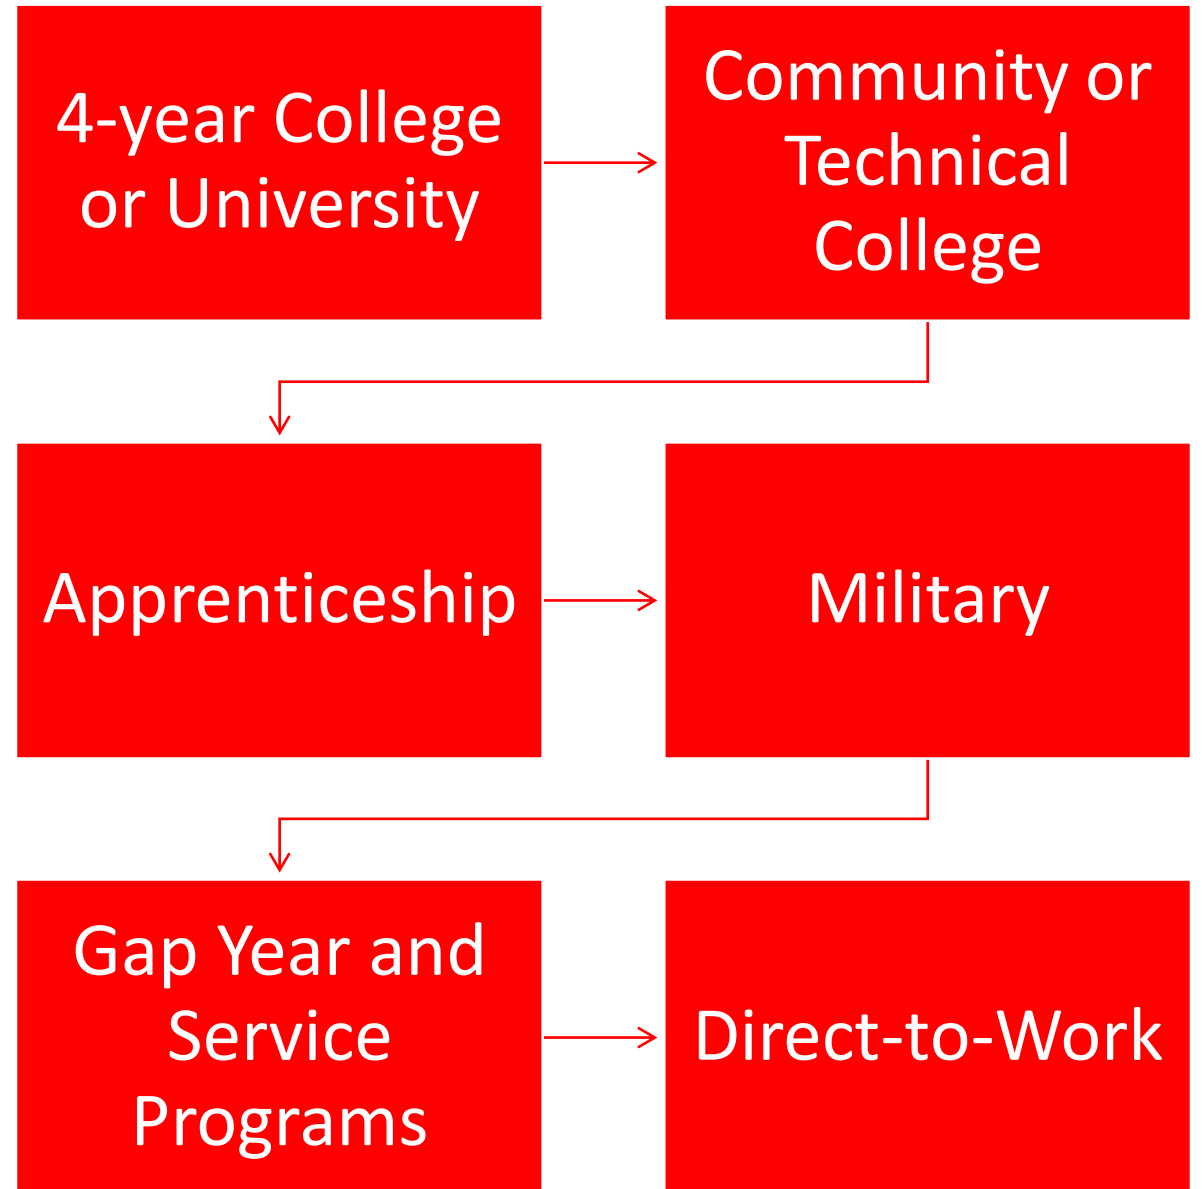 4-year College
or University
Community or
Technical
College
Apprenticeship
Military
Gap Year and
Service
Programs
Direct-to-Work